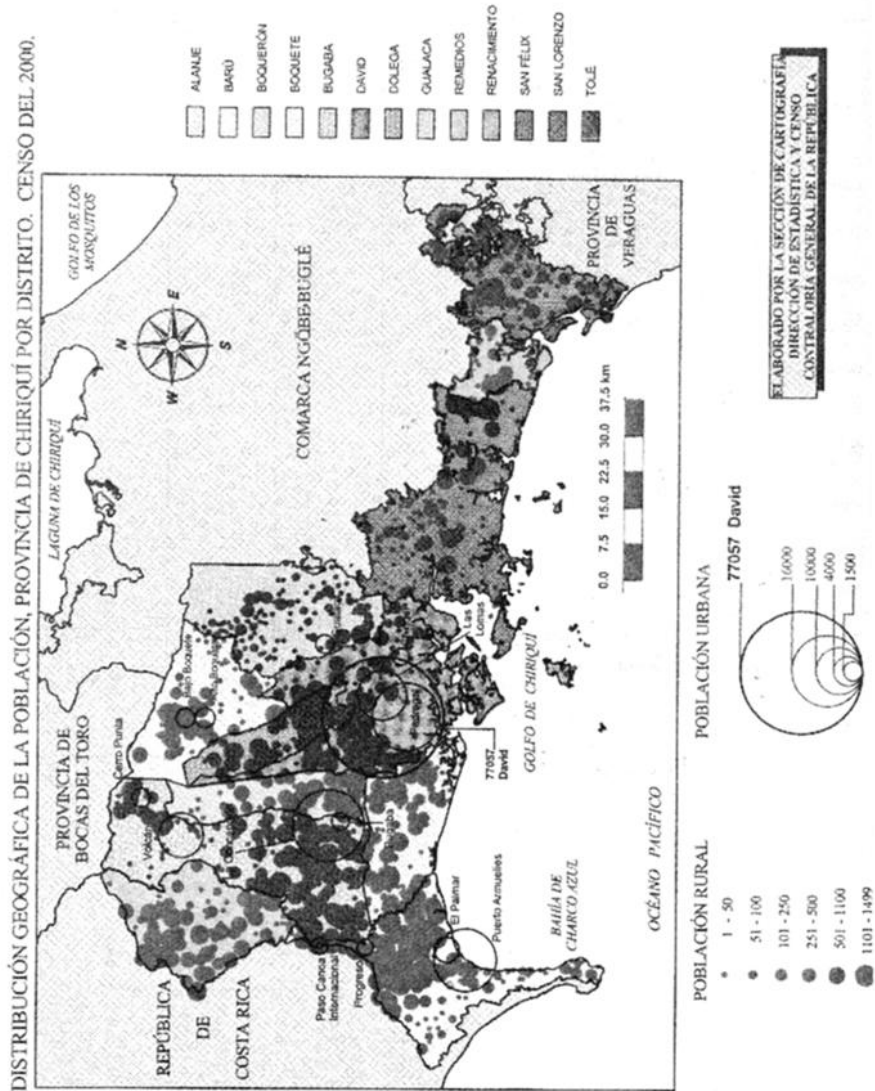 DISTRIBUCIÓN GEOGRÁFICA DE LA POBLACIÓN, PROVINCIA DE CHIRIQUÍ POR DISTRITO. CENSO DEL 2000.
GOLFO DE LOS
MOSQUITOS
LAGUNA DE CHIRIQUÍ
PROVINCIA DE
BOCAS DEL TORO
N
W
E
S
COMARCA NGÖBE-BUGLÉ
REPÚBLICA
DE
COSTA RICA
Cerro Punta
Volcán
Bajo Boquete
Paso Canoa
Internacional
Progreso
El Palmar
Puerto Armuelles
Las
Lomas
77057
David
PROVINCIA
DE
VERAGUAS
BAHÍA DE
CHARCO AZUL
GOLFO DE CHIRIQUÍ
OCÉANO PACÍFICO
0.0 7.5 15.0 22.5 30.0 37.5 km
ALANJE
BARÚ
BOQUERÓN
BOQUETE
BUGABA
DAVID
DOLEGA
GUALACA
REMEDIOS
RENACIMIENTO
SAN FÉLIX
SAN LORENZO
TOLÉ
POBLACIÓN RURAL
1 - 50
51 - 100
101 - 250
251 - 500
501 - 1100
1101 - 1499
POBLACIÓN URBANA
77057 David
16000
10000
4000
1500
ELABORADO POR LA SECCIÓN DE CARTOGRAFÍA
DIRECCIÓN DE ESTADÍSTICA Y CENSO
CONTRALORÍA GENERAL DE LA REPÚBLICA